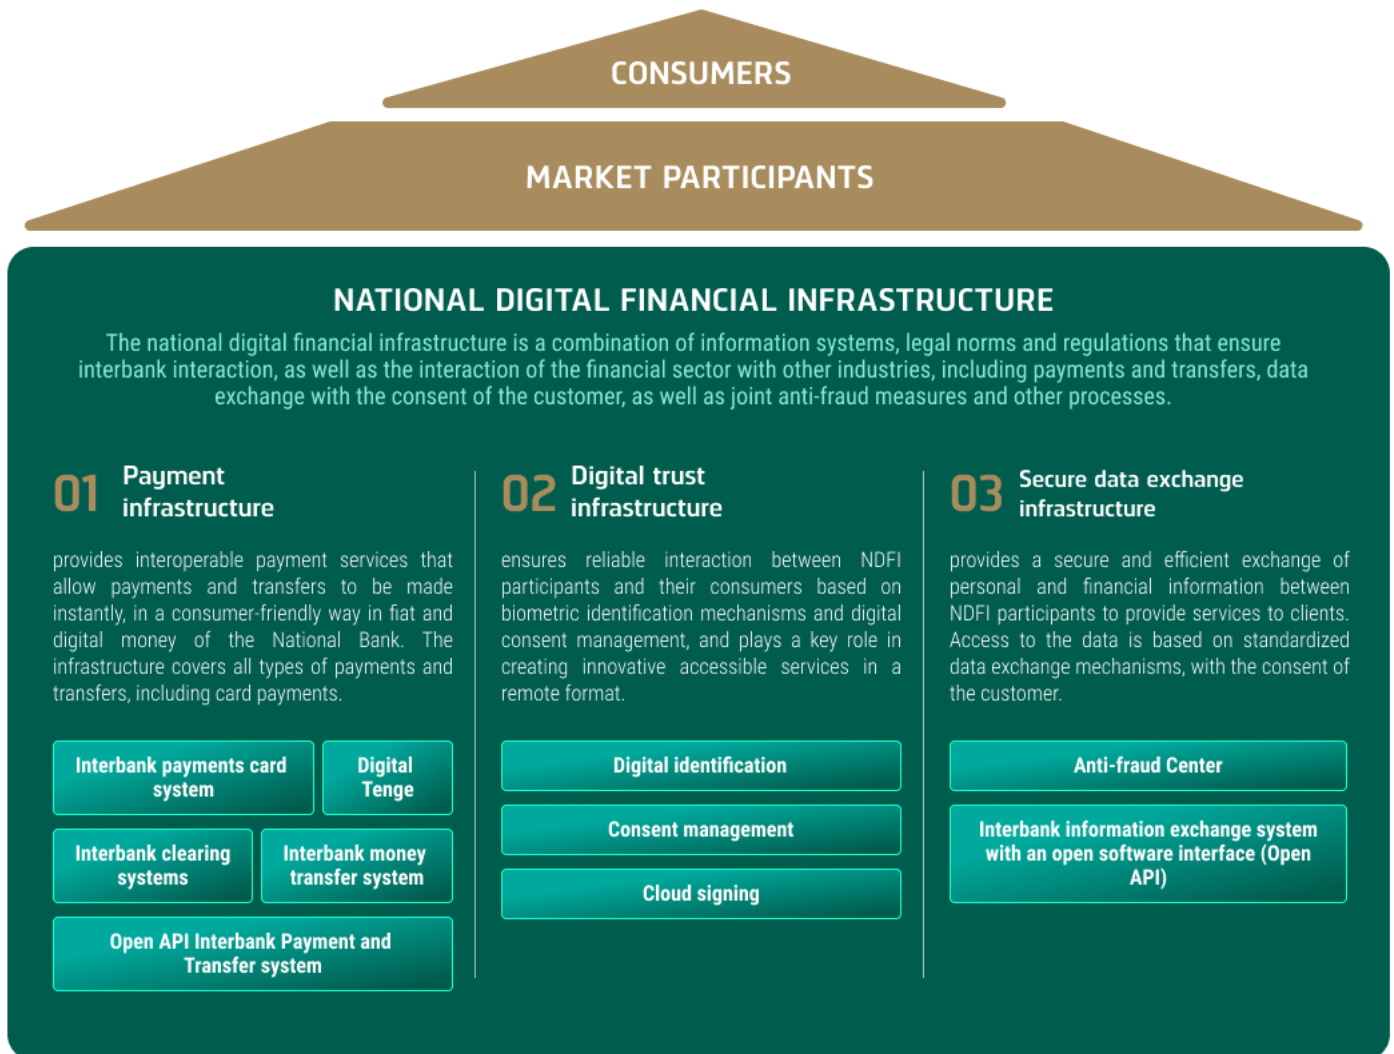 CONSUMERS
MARKET PARTICIPANTS
NATIONAL DIGITAL FINANCIAL INFRASTRUCTURE
The national digital financial infrastructure is a combination of information systems, legal norms and regulations that ensure
interbank interaction, as well as the interaction of the financial sector with other industries, including payments and transfers, data
exchange with the consent of the customer, as well as joint anti-fraud measures and other processes.
01 Payment
infrastructure
provides interoperable payment services that
allow payments and transfers to be made
instantly, in a consumer-friendly way in fiat and
digital money of the National Bank. The
infrastructure covers all types of payments and
transfers, including card payments.
Interbank payments card
system
Digital
Tenge
Interbank clearing
systems
Interbank money
transfer system
Open API Interbank Payment and
Transfer system
02 Digital trust
infrastructure
ensures reliable interaction between NDFI
participants and their consumers based on
biometric identification mechanisms and digital
consent management, and plays a key role in
creating innovative accessible services in a
remote format.
Digital identification
Consent management
Cloud signing
03 Secure data exchange
infrastructure
provides a secure and efficient exchange of
personal and financial information between
NDFI participants to provide services to clients.
Access to the data is based on standardized
data exchange mechanisms, with the consent of
the customer.
Anti-fraud Center
Interbank information exchange system
with an open software interface (Open
API)